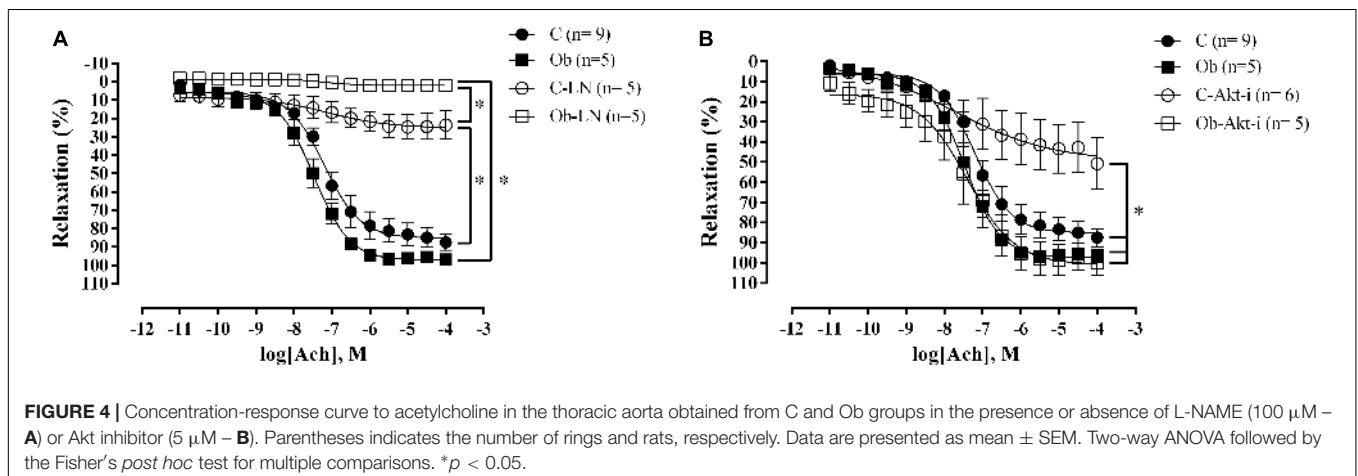 A
C (n= 9)
Ob (n=5)
C-LN (n= 5)
Ob-LN (n=5)
-10
0
10
20
30
40
50
60
70
80
90
100
110
Relaxation (%)
*
*
*
-12 -11 -10 -9 -8 -7 -6 -5 -4 -3
log[Ach], M
B
C (n= 9)
Ob (n=5)
C-Akt-i (n= 6)
Ob-Akt-i (n= 5)
0
10
20
30
40
50
60
70
80
90
100
110
Relaxation (%)
*
-12 -11 -10 -9 -8 -7 -6 -5 -4 -3
log[Ach], M
FIGURE 4 | Concentration-response curve to acetylcholine in the thoracic aorta obtained from C and Ob groups in the presence or absence of L-NAME (100 μM –
A) or Akt inhibitor (5 μM – B). Parentheses indicates the number of rings and rats, respectively. Data are presented as mean ± SEM. Two-way ANOVA followed by
the Fisher′s post hoc test for multiple comparisons. *p < 0.05.